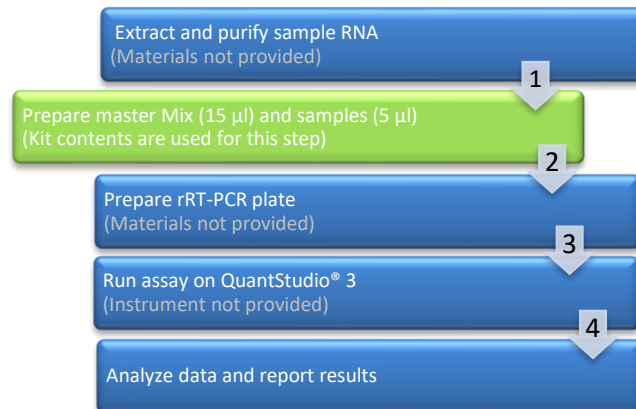 Extract and purify sample RNA
(Materials not provided)
1
Prepare master Mix (15 µl) and samples (5 µl)
(Kit contents are used for this step)
2
Prepare rRT-PCR plate
(Materials not provided)
3
Run assay on QuantStudio® 3
(Instrument not provided)
4
Analyze data and report results